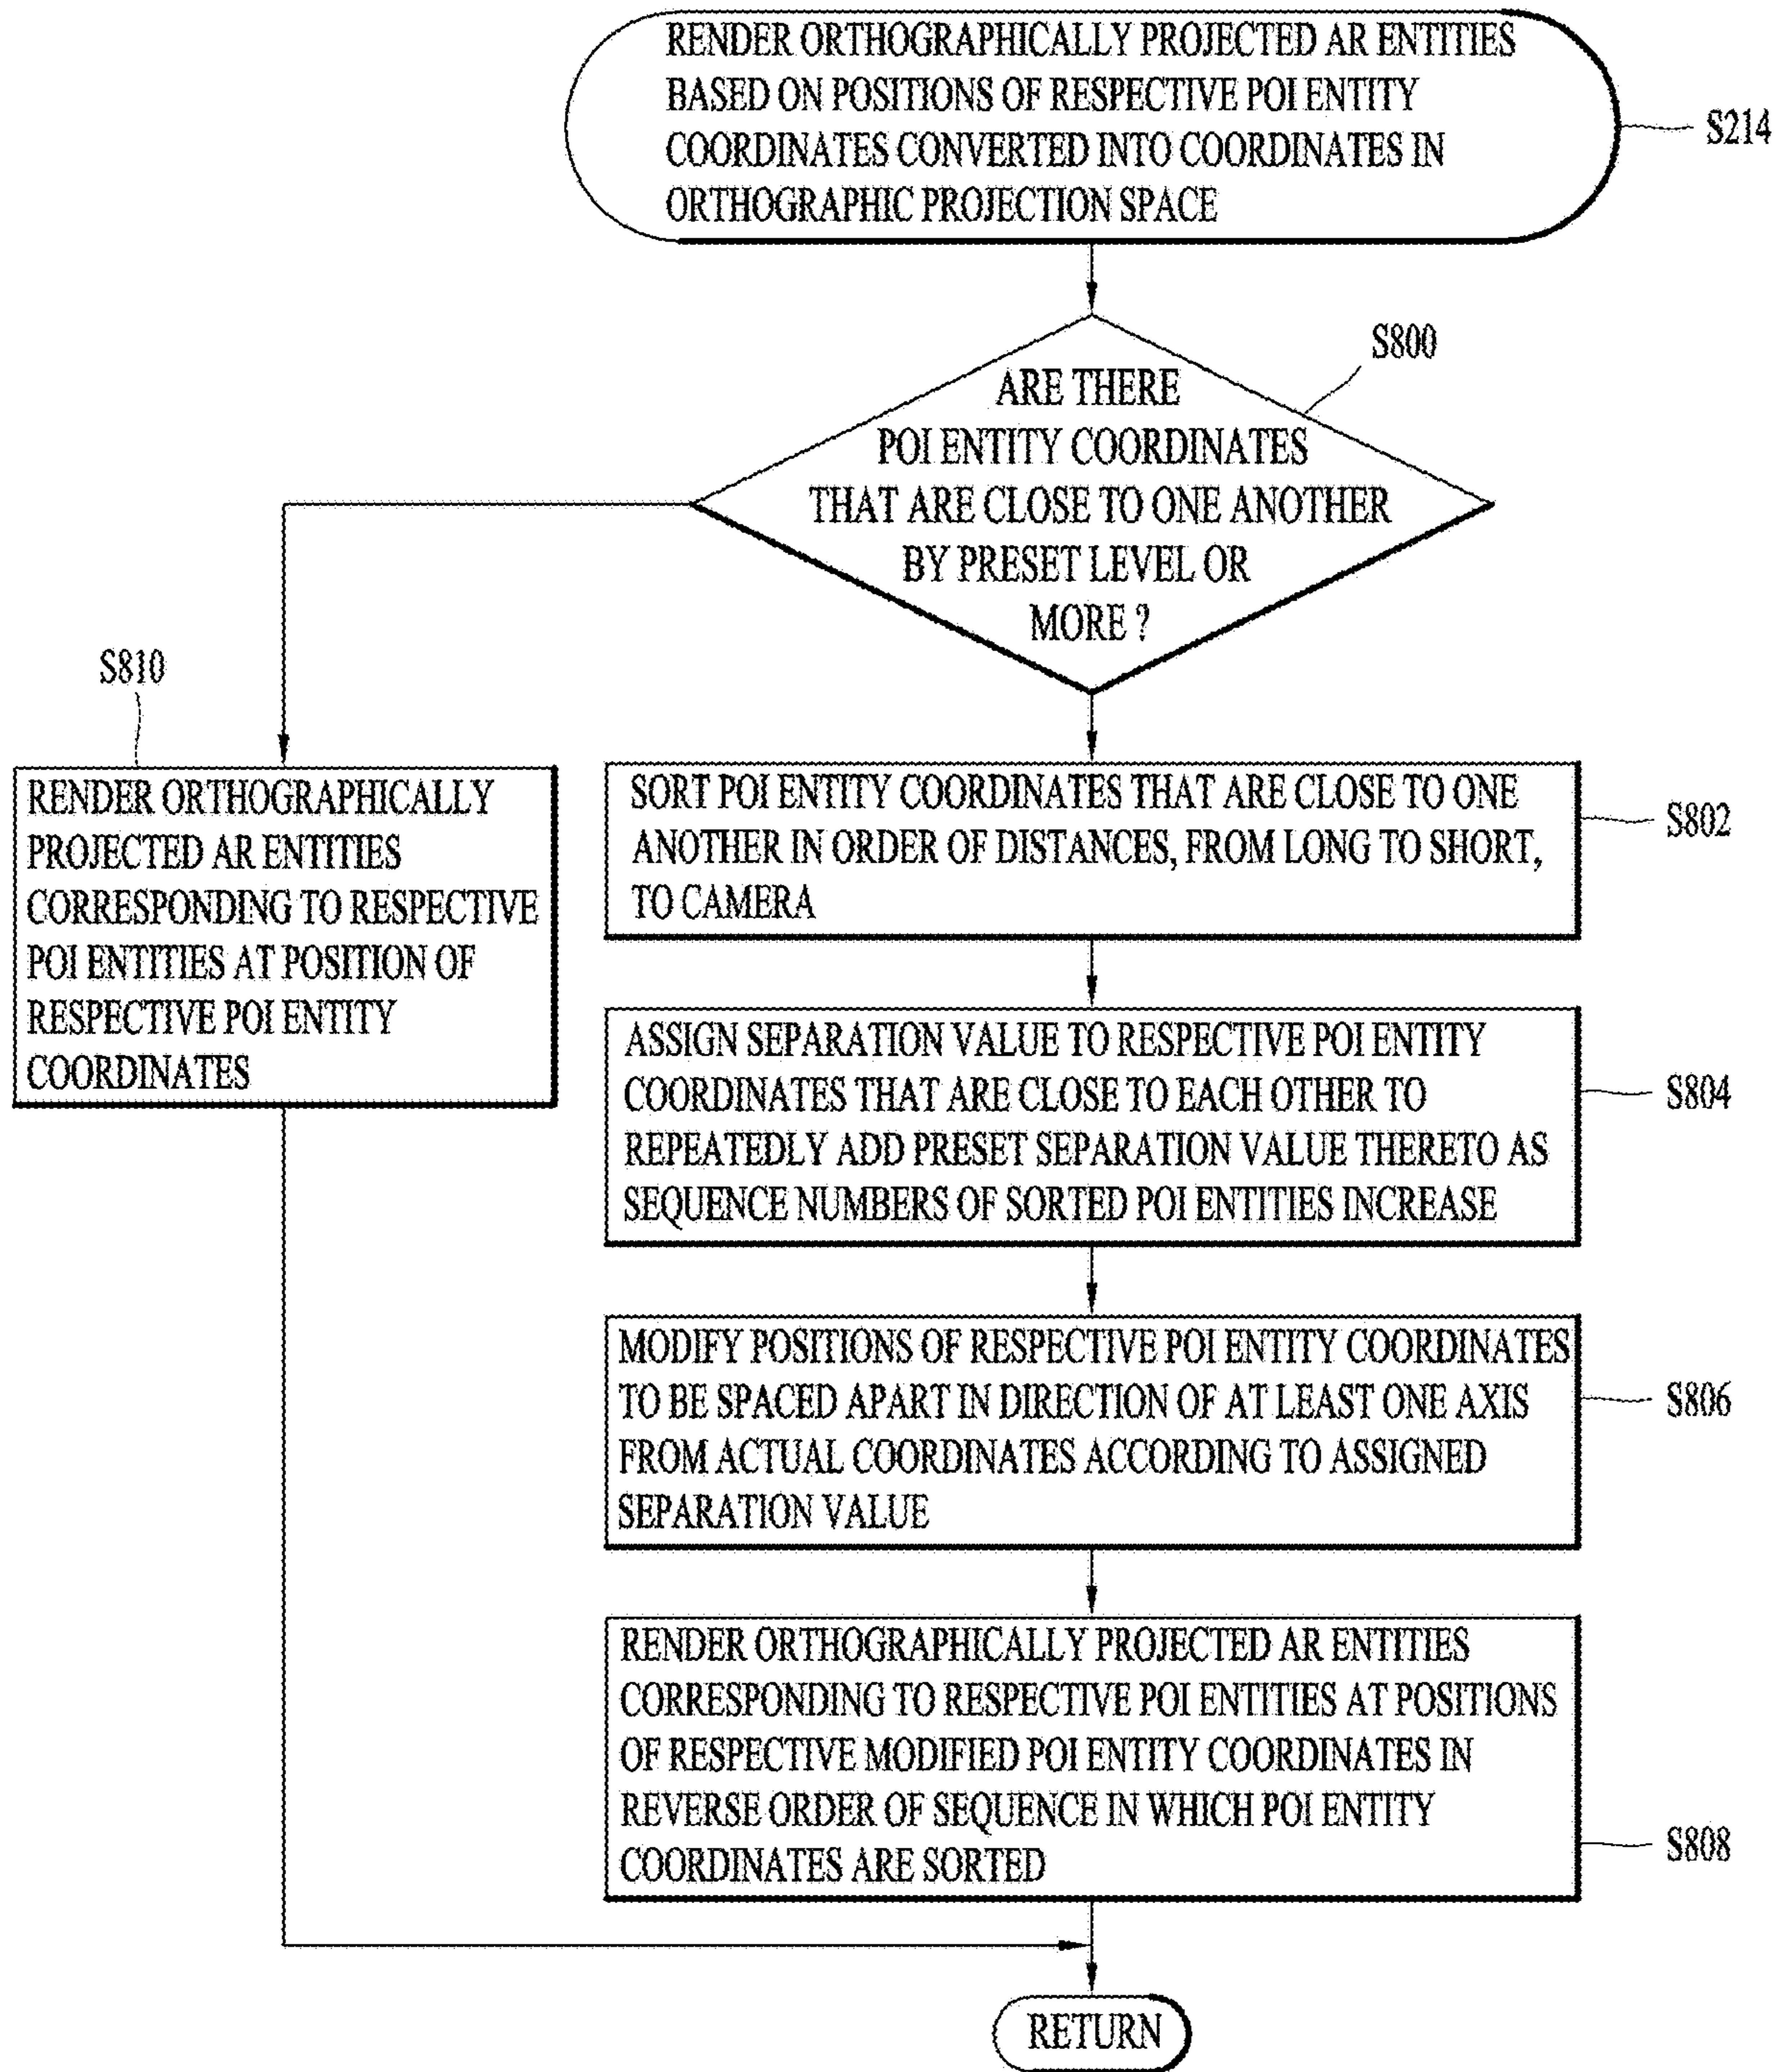 RENDER ORTHOGRAPHICALLY PROJECTED AR ENTITIES
BASED ON POSITIONS OF RESPECTIVE POI ENTITY
COORDINATES CONVERTED INTO COORDINATES IN
ORTHOGRAPHIC PROJECTION SPACE
S214
S800
ARE THERE
POI ENTITY COORDINATES
THAT ARE CLOSE TO ONE ANOTHER
BY PRESET LEVEL OR
MORE ?
S810
RENDER ORTHOGRAPHICALLY
PROJECTED AR ENTITIES
CORRESPONDING TO RESPECTIVE
POI ENTITIES AT POSITION OF
RESPECTIVE POI ENTITY
COORDINATES
SORT POI ENTITY COORDINATES THAT ARE CLOSE TO ONE
ANOTHER IN ORDER OF DISTANCES, FROM LONG TO SHORT,
TO CAMERA
S802
ASSIGN SEPARATION VALUE TO RESPECTIVE POI ENTITY
COORDINATES THAT ARE CLOSE TO EACH OTHER TO
REPEATEDLY ADD PRESET SEPARATION VALUE THERETO AS
SEQUENCE NUMBERS OF SORTED POI ENTITIES INCREASE
S804
MODIFY POSITIONS OF RESPECTIVE POI ENTITY COORDINATES
TO BE SPACED APART IN DIRECTION OF AT LEAST ONE AXIS
FROM ACTUAL COORDINATES ACCORDING TO ASSIGNED
SEPARATION VALUE
S806
RENDER ORTHOGRAPHICALLY PROJECTED AR ENTITIES
CORRESPONDING TO RESPECTIVE POI ENTITIES AT POSITIONS
OF RESPECTIVE MODIFIED POI ENTITY COORDINATES IN
REVERSE ORDER OF SEQUENCE IN WHICH POI ENTITY
COORDINATES ARE SORTED
S808
RETURN